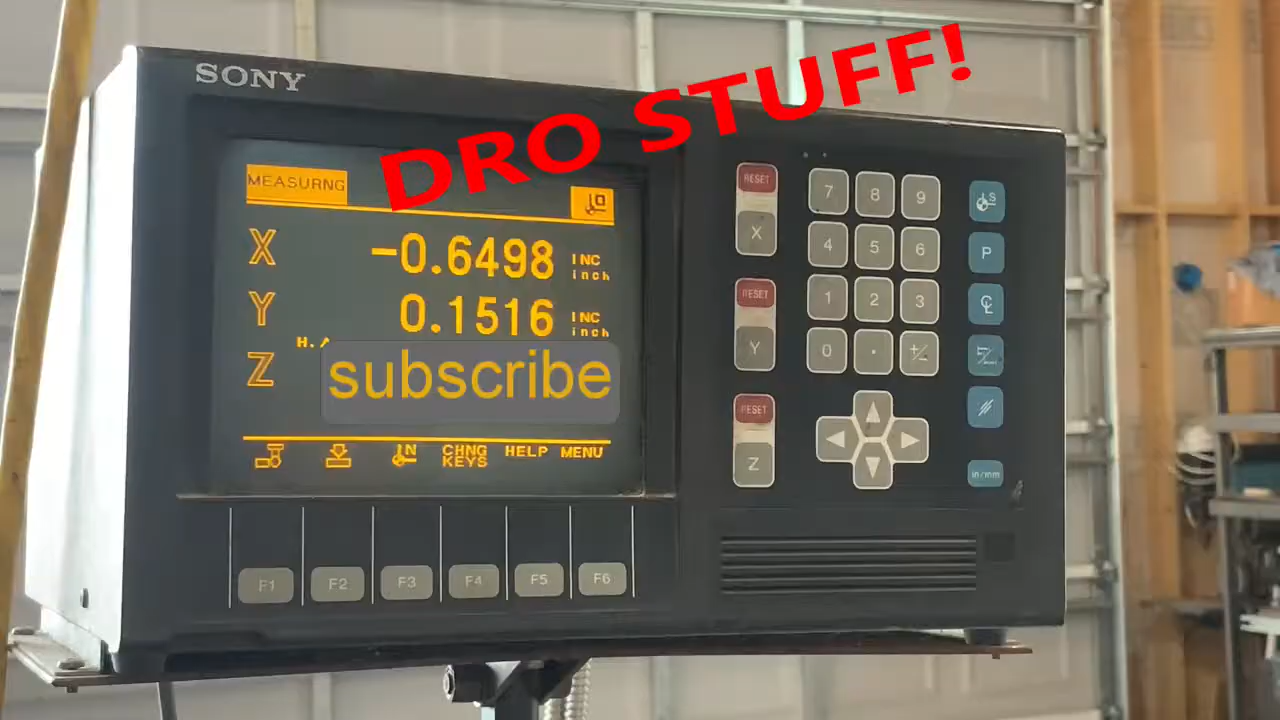 SONY
DRO STUFF!
MEASURNG
X -0.6498 INC inch
Y 0.1516 INC inch
H.
Z subscribe
N CHNG KEYS HELP MENU
F1 F2 F3 F4 F5 F6
RESET
X
RESET
Y
RESET
Z
7 8 9
4 5 6
1 2 3
0 . +/-
S
P
CL
in/mm